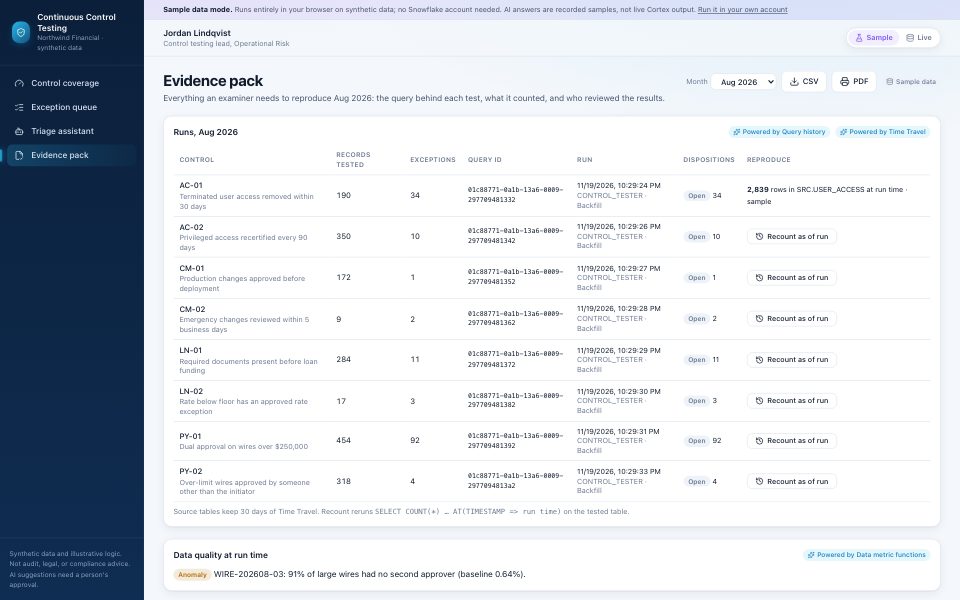 Continuous Control
Testing
Northwind Financial ·
synthetic data
Control coverage
Exception queue
Triage assistant
Evidence pack
Synthetic data and illustrative logic.
Not audit, legal, or compliance advice.
AI suggestions need a person's
approval.
Sample data mode. Runs entirely in your browser on synthetic data; no Snowflake account needed. AI answers are recorded samples, not live Cortex output. Run it in your own account
Jordan Lindqvist
Control testing lead, Operational Risk
Sample Live
Evidence pack
Everything an examiner needs to reproduce Aug 2026: the query behind each test, what it counted, and who reviewed the results.
Month Aug 2026 CSV PDF Sample data
Runs, Aug 2026 Powered by Query history Powered by Time Travel
CONTROL RECORDS TESTED EXCEPTIONS QUERY ID RUN DISPOSITIONS REPRODUCE
AC-01
Terminated user access removed within
30 days
190 34
01c88771-0a1b-13a6-0009-
297709481332
11/19/2026, 10:29:24 PM
CONTROL_TESTER ·
Backfill
Open 34
2,839 rows in SRC.USER_ACCESS at run time ·
sample
AC-02
Privileged access recertified every 90
days
350 10
01c88771-0a1b-13a6-0009-
297709481342
11/19/2026, 10:29:26 PM
CONTROL_TESTER ·
Backfill
Open 10 Recount as of run
CM-01
Production changes approved before
deployment
172 1
01c88771-0a1b-13a6-0009-
297709481352
11/19/2026, 10:29:27 PM
CONTROL_TESTER ·
Backfill
Open 1 Recount as of run
CM-02
Emergency changes reviewed within 5
business days
9 2
01c88771-0a1b-13a6-0009-
297709481362
11/19/2026, 10:29:28 PM
CONTROL_TESTER ·
Backfill
Open 2 Recount as of run
LN-01
Required documents present before loan
funding
284 11
01c88771-0a1b-13a6-0009-
297709481372
11/19/2026, 10:29:29 PM
CONTROL_TESTER ·
Backfill
Open 11 Recount as of run
LN-02
Rate below floor has an approved rate
exception
17 3
01c88771-0a1b-13a6-0009-
297709481382
11/19/2026, 10:29:30 PM
CONTROL_TESTER ·
Backfill
Open 3 Recount as of run
PY-01
Dual approval on wires over $250,000
454 92
01c88771-0a1b-13a6-0009-
297709481392
11/19/2026, 10:29:31 PM
CONTROL_TESTER ·
Backfill
Open 92 Recount as of run
PY-02
Over-limit wires approved by someone
other than the initiator
318 4
01c88771-0a1b-13a6-0009-
2977094813a2
11/19/2026, 10:29:33 PM
CONTROL_TESTER ·
Backfill
Open 4 Recount as of run
Source tables keep 30 days of Time Travel. Recount reruns SELECT COUNT(*) … AT(TIMESTAMP => run time) on the tested table.
Data quality at run time Powered by Data metric functions
Anomaly WIRE-202608-03: 91% of large wires had no second approver (baseline 0.64%).